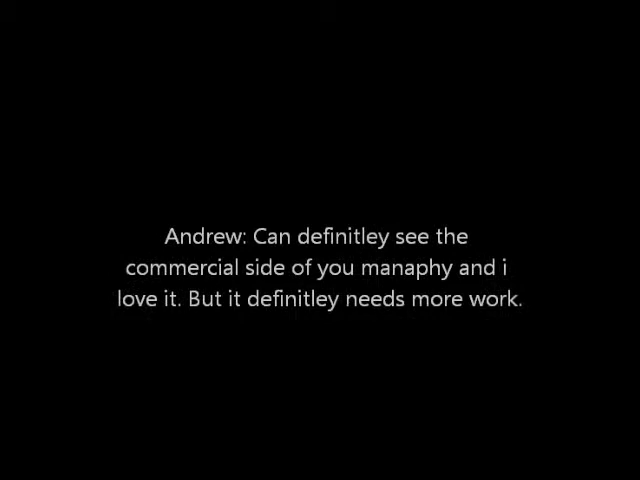 Andrew: Can definitley see the
commercial side of you manaphy and i
love it. But it definitley needs more work.